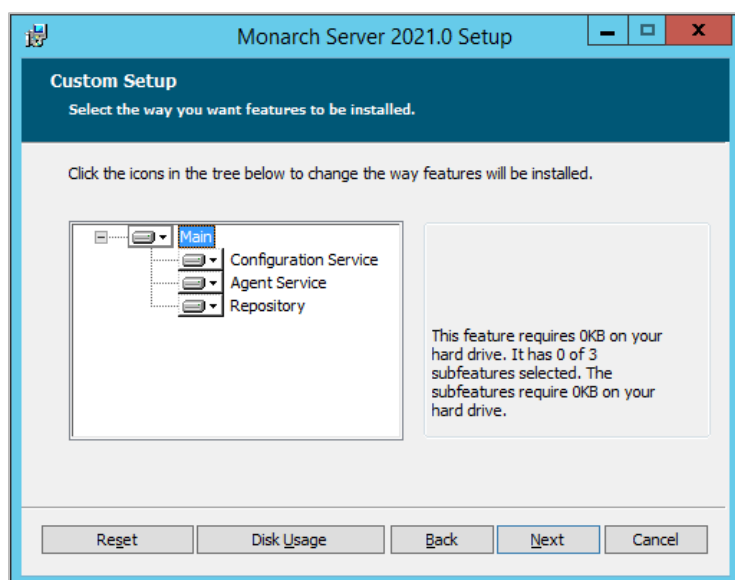 Monarch Server 2021.0 Setup
Custom Setup
Select the way you want features to be installed.
Click the icons in the tree below to change the way features will be installed.
Main
Configuration Service
Agent Service
Repository
This feature requires 0KB on your
hard drive. It has 0 of 3
subfeatures selected. The
subfeatures require 0KB on your
hard drive.
Reset
Disk Usage
Back
Next
Cancel